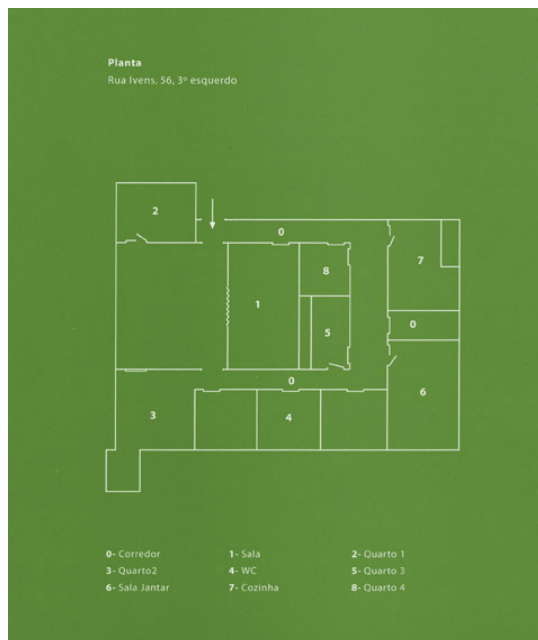 Planta
Rua Ivens, 56, 3º esquerdo
2
0
7
8
1
0
5
0
6
3
4
0- Corredor
1- Sala
2- Quarto 1
3- Quarto2
4- WC
5- Quarto 3
6- Sala Jantar
7- Cozinha
8- Quarto 4